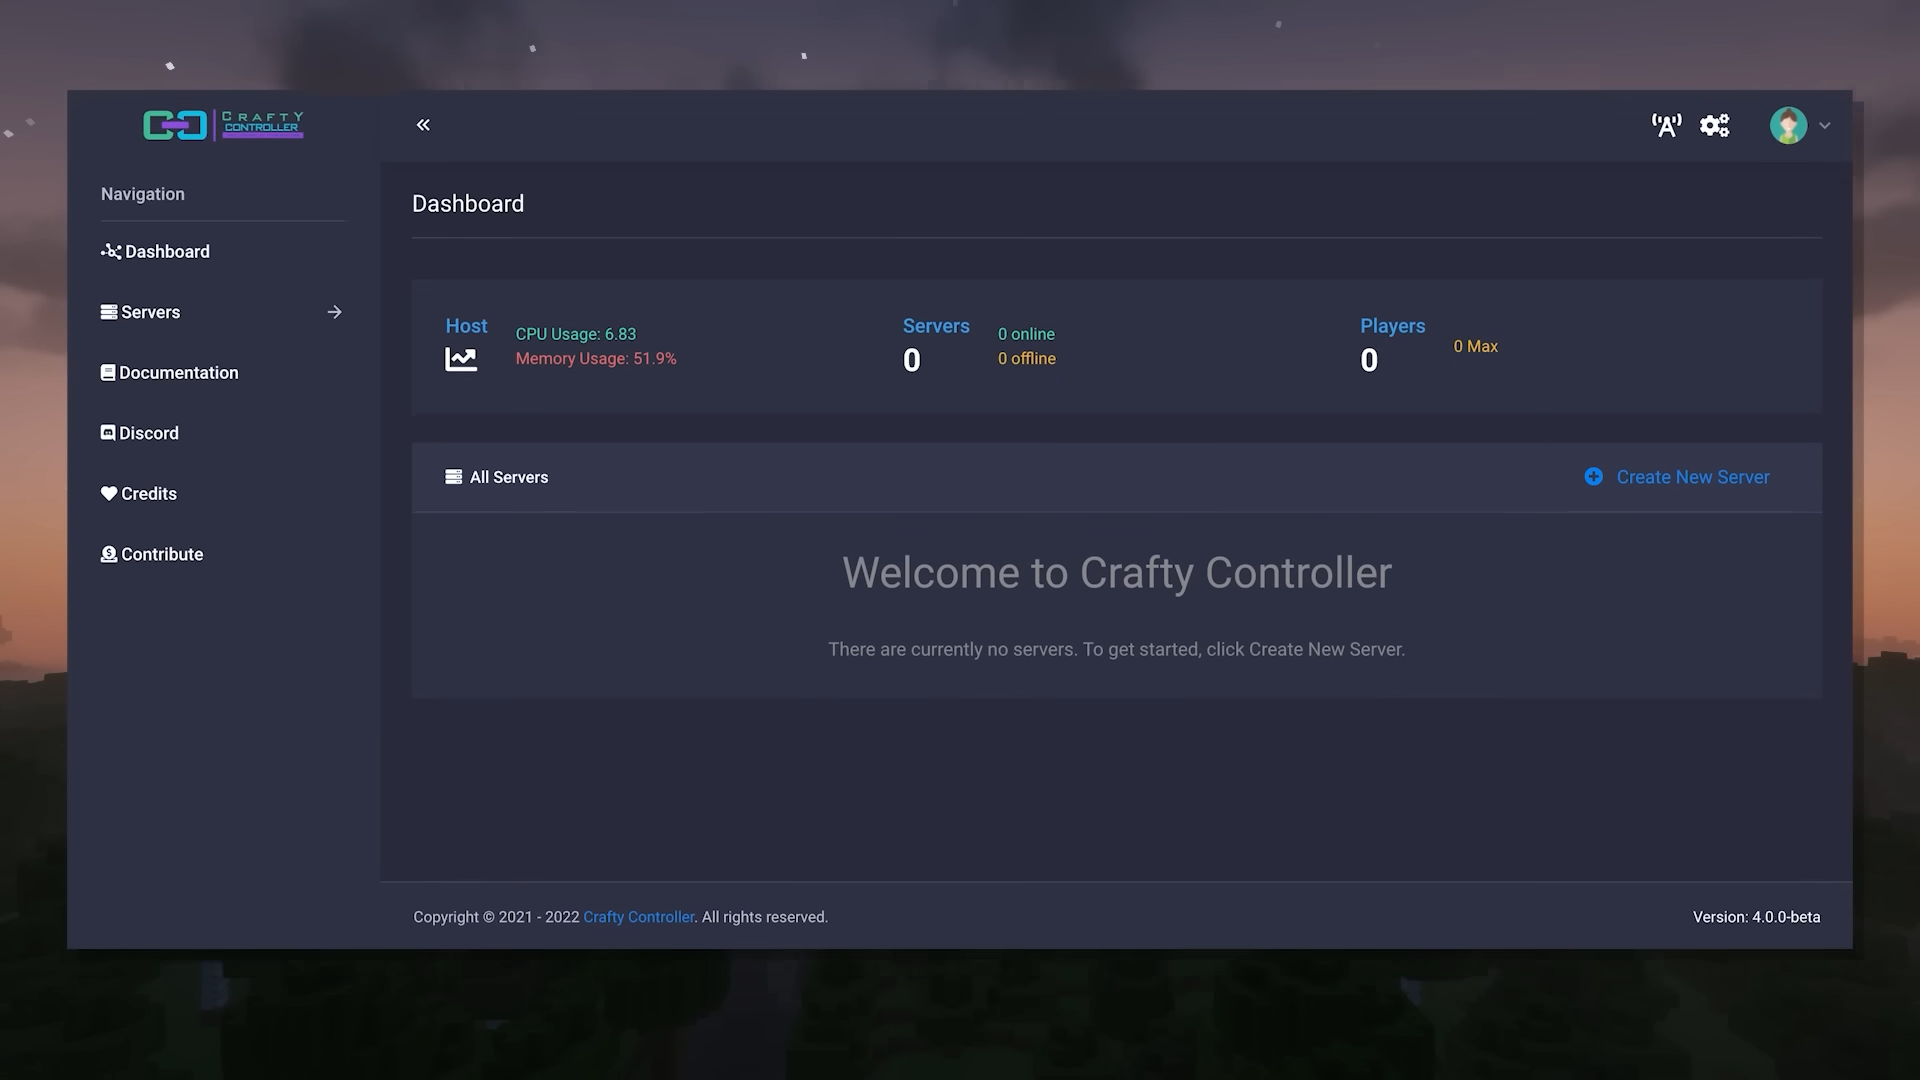 CRAFTY
CONTROLLER
Navigation
Dashboard
Servers
Documentation
Discord
Credits
Contribute
Dashboard
Host
CPU Usage: 6.83
Memory Usage: 51.9%
Servers
0
0 online
0 offline
Players
0
0 Max
All Servers
Create New Server
Welcome to Crafty Controller
There are currently no servers. To get started, click Create New Server.
Copyright © 2021 - 2022 Crafty Controller. All rights reserved.
Version: 4.0.0-beta